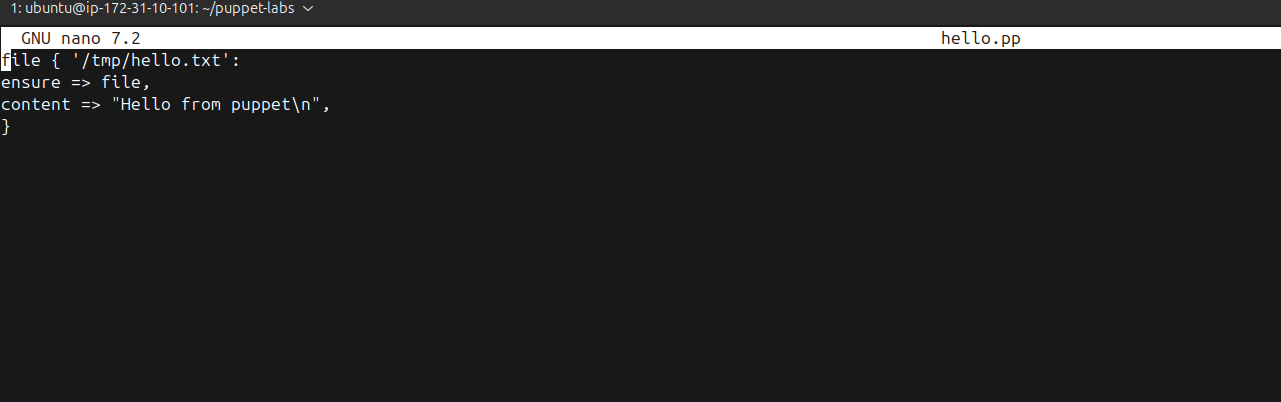 1: ubuntu@ip-172-31-10-101: ~/puppet-labs
GNU nano 7.2 hello.pp
file { '/tmp/hello.txt':
ensure => file,
content => "Hello from puppet\n",
}